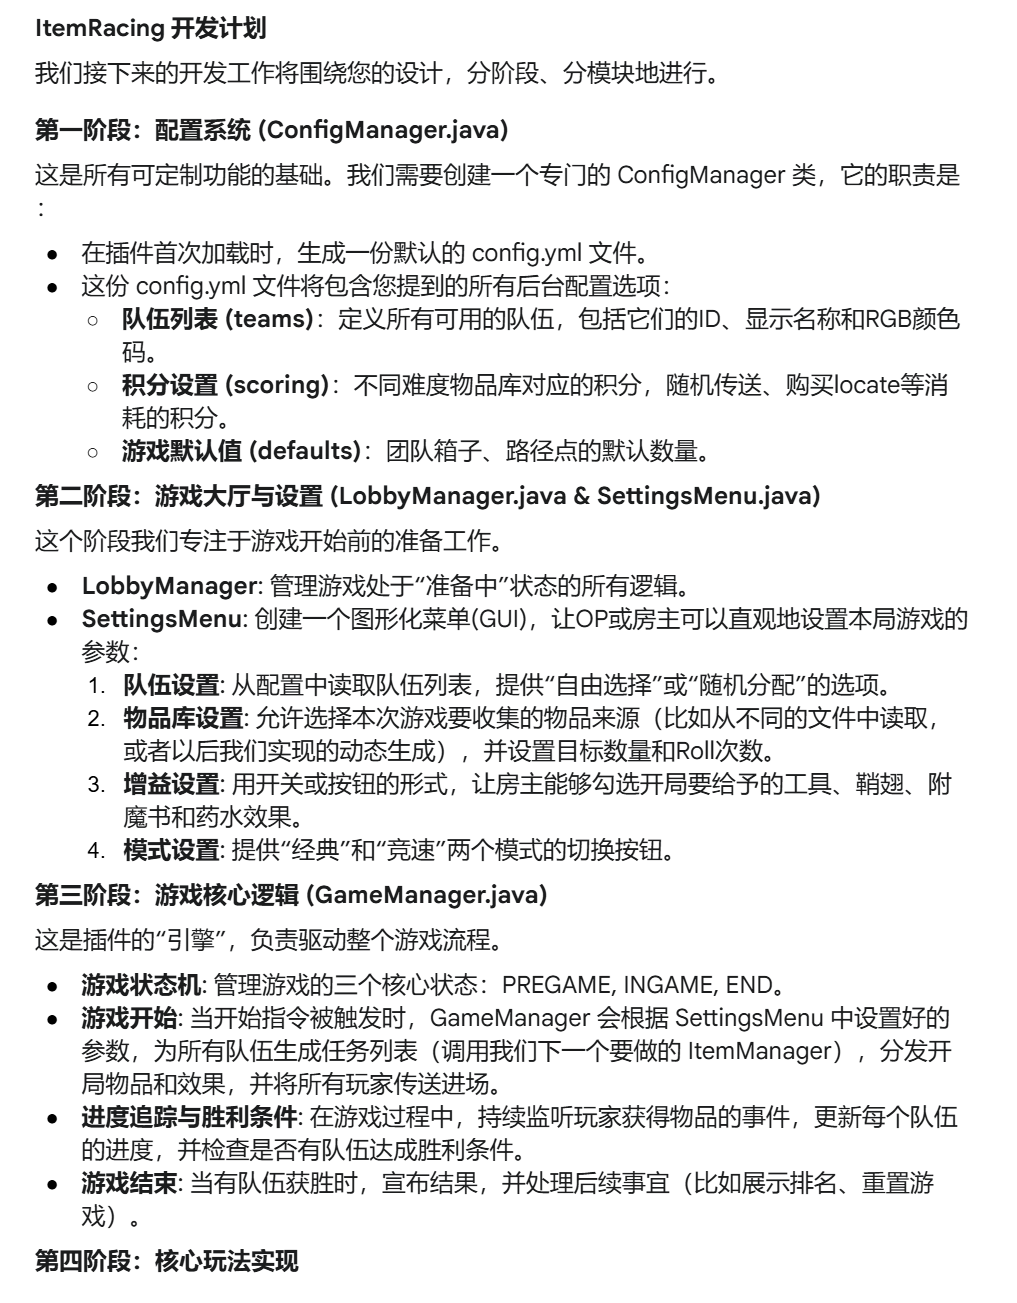 ItemRacing 开发计划
我们接下来的开发工作将围绕您的设计，分阶段、分模块地进行。
第一阶段：配置系统 (ConfigManager.java)
这是所有可定制功能的基础。我们需要创建一个专门的 ConfigManager 类，它的职责是
：
● 在插件首次加载时，生成一份默认的 config.yml 文件。
● 这份 config.yml 文件将包含您提到的所有后台配置选项：
○ 队伍列表 (teams)：定义所有可用的队伍，包括它们的ID、显示名称和RGB颜色
码。
○ 积分设置 (scoring)：不同难度物品库对应的积分，随机传送、购买locate等消
耗的积分。
○ 游戏默认值 (defaults)：团队箱子、路径点的默认数量。
第二阶段：游戏大厅与设置 (LobbyManager.java & SettingsMenu.java)
这个阶段我们专注于游戏开始前的准备工作。
● LobbyManager: 管理游戏处于“准备中”状态的所有逻辑。
● SettingsMenu: 创建一个图形化菜单(GUI)，让OP或房主可以直观地设置本局游戏的
参数：
1. 队伍设置: 从配置中读取队伍列表，提供“自由选择”或“随机分配”的选项。
2. 物品库设置: 允许选择本次游戏要收集的物品来源（比如从不同的文件中读取，
或者以后我们实现的动态生成），并设置目标数量和Roll次数。
3. 增益设置: 用开关或按钮的形式，让房主能够勾选开局要给予的工具、鞘翅、附
魔书和药水效果。
4. 模式设置: 提供“经典”和“竞速”两个模式的切换按钮。
第三阶段：游戏核心逻辑 (GameManager.java)
这是插件的“引擎”，负责驱动整个游戏流程。
● 游戏状态机: 管理游戏的三个核心状态：PREGAME, INGAME, END。
● 游戏开始: 当开始指令被触发时，GameManager 会根据 SettingsMenu 中设置好的
参数，为所有队伍生成任务列表（调用我们下一个要做的 ItemManager），分发开
局物品和效果，并将所有玩家传送进场。
● 进度追踪与胜利条件: 在游戏过程中，持续监听玩家获得物品的事件，更新每个队伍
的进度，并检查是否有队伍达成胜利条件。
● 游戏结束: 当有队伍获胜时，宣布结果，并处理后续事宜（比如展示排名、重置游
戏）。
第四阶段：核心玩法实现